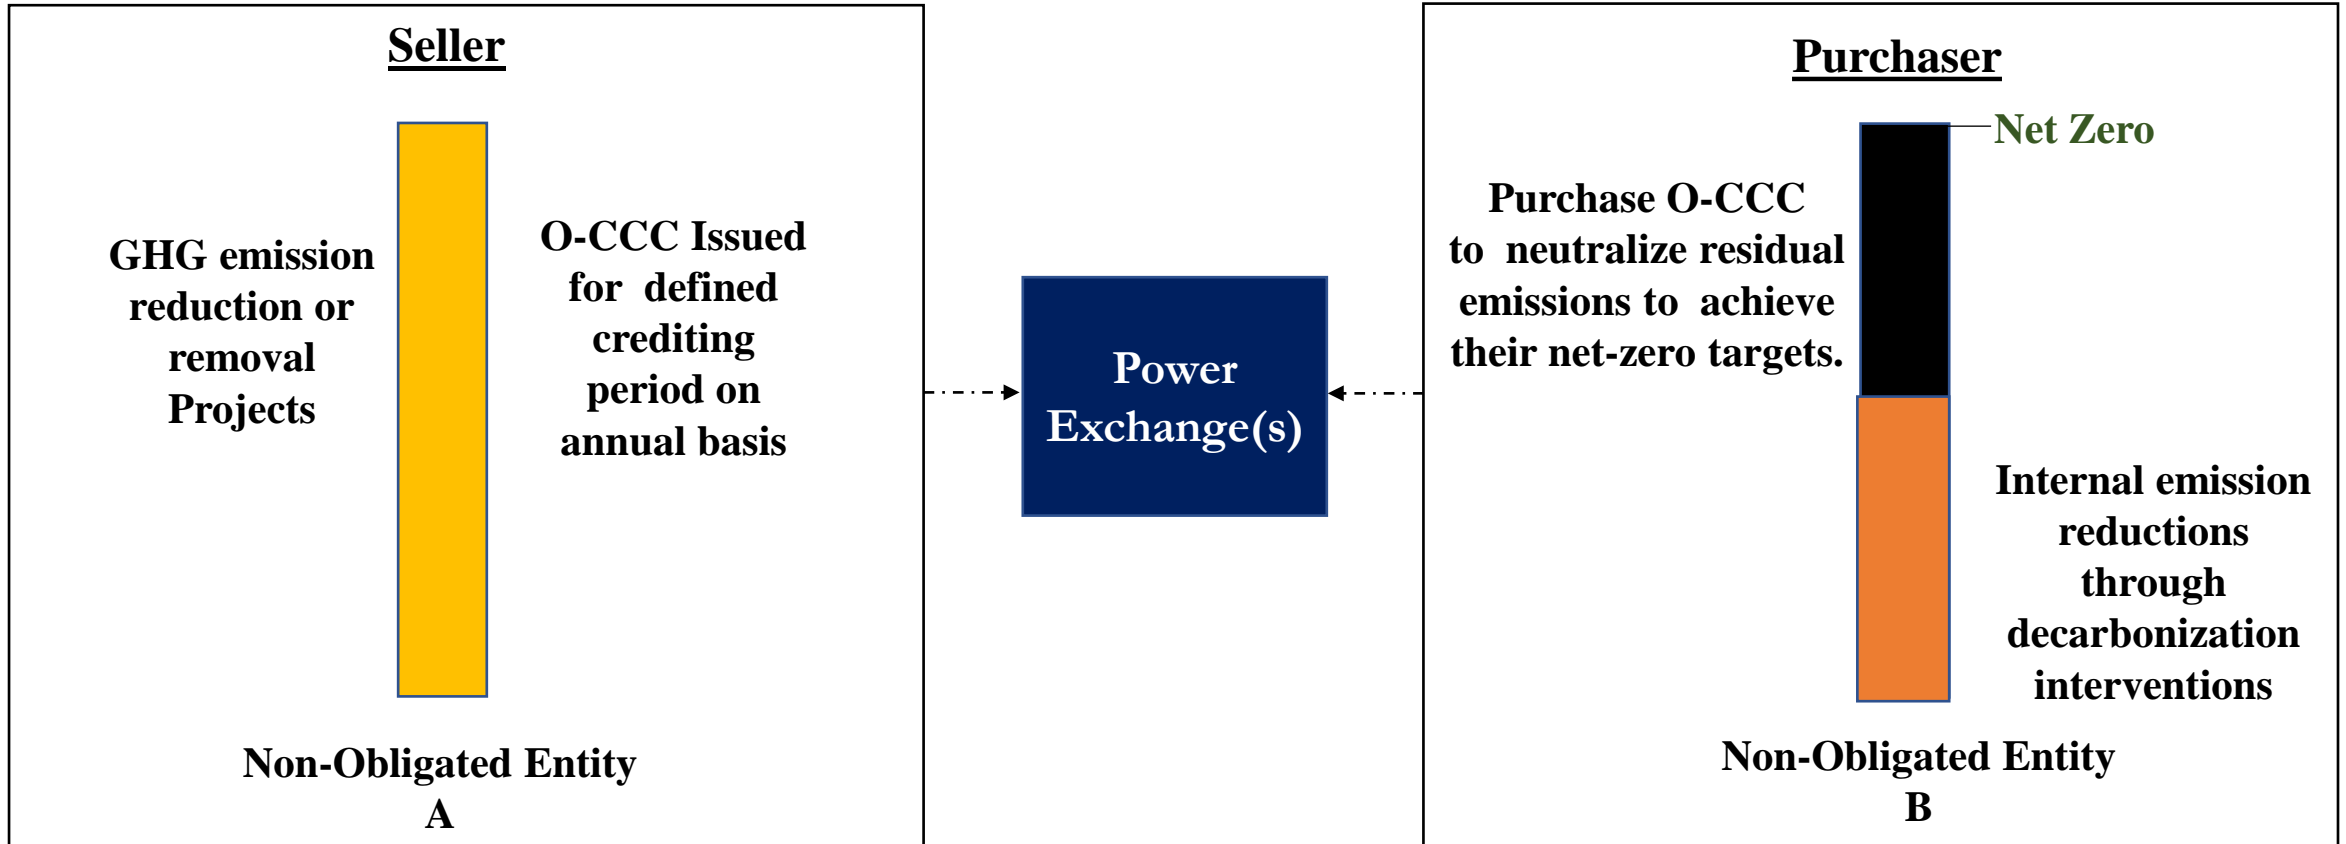 Seller
GHG emission
reduction or
removal
Projects
O-CCC Issued
for defined
crediting
period on
annual basis
Non-Obligated Entity
A
Power
Exchange(s)
Purchaser
Net Zero
Purchase O-CCC
to neutralize residual
emissions to achieve
their net-zero targets.
Internal emission
reductions
through
decarbonization
interventions
Non-Obligated Entity
B